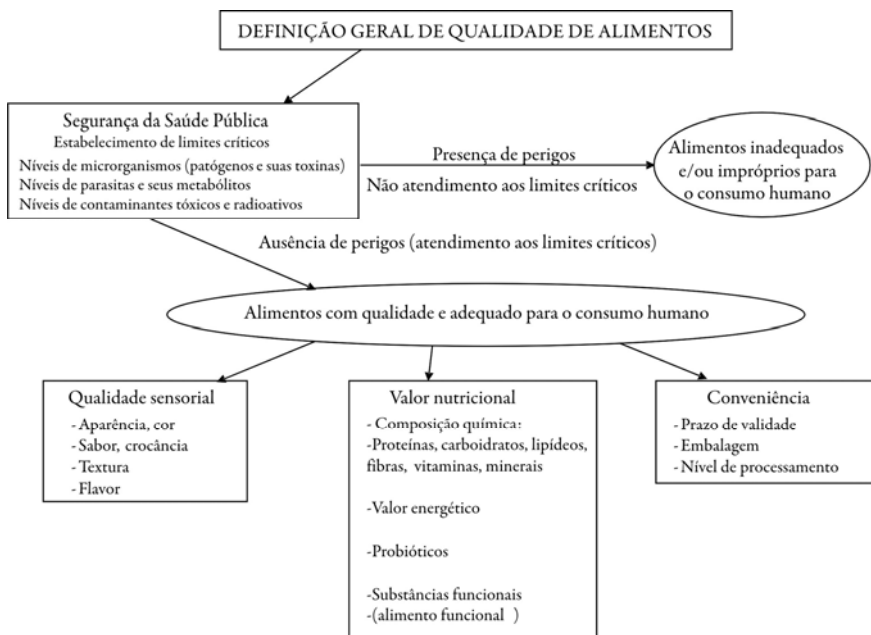 DEFINIÇÃO GERAL DE QUALIDADE DE ALIMENTOS
Segurança da Saúde Pública
Estabelecimento de limites críticos
Níveis de microrganismos (patógenos e suas toxinas)
Níveis de parasitas e seus metabólitos
Níveis de contaminantes tóxicos e radioativos
Presença de perigos
Não atendimento aos limites críticos
Alimentos inadequados
e/ou impróprios para
o consumo humano
Ausência de perigos (atendimento aos limites críticos)
Alimentos com qualidade e adequado para o consumo humano
Qualidade sensorial
- Aparência, cor
- Sabor, crocância
- Textura
- Flavor
Valor nutricional
- Composição química:
- Proteínas, carboidratos, lipídeos,
fibras, vitaminas, minerais
-Valor energético
-Probióticos
-Substâncias funcionais
-(alimento funcional )
Conveniência
- Prazo de validade
- Embalagem
- Nível de processamento